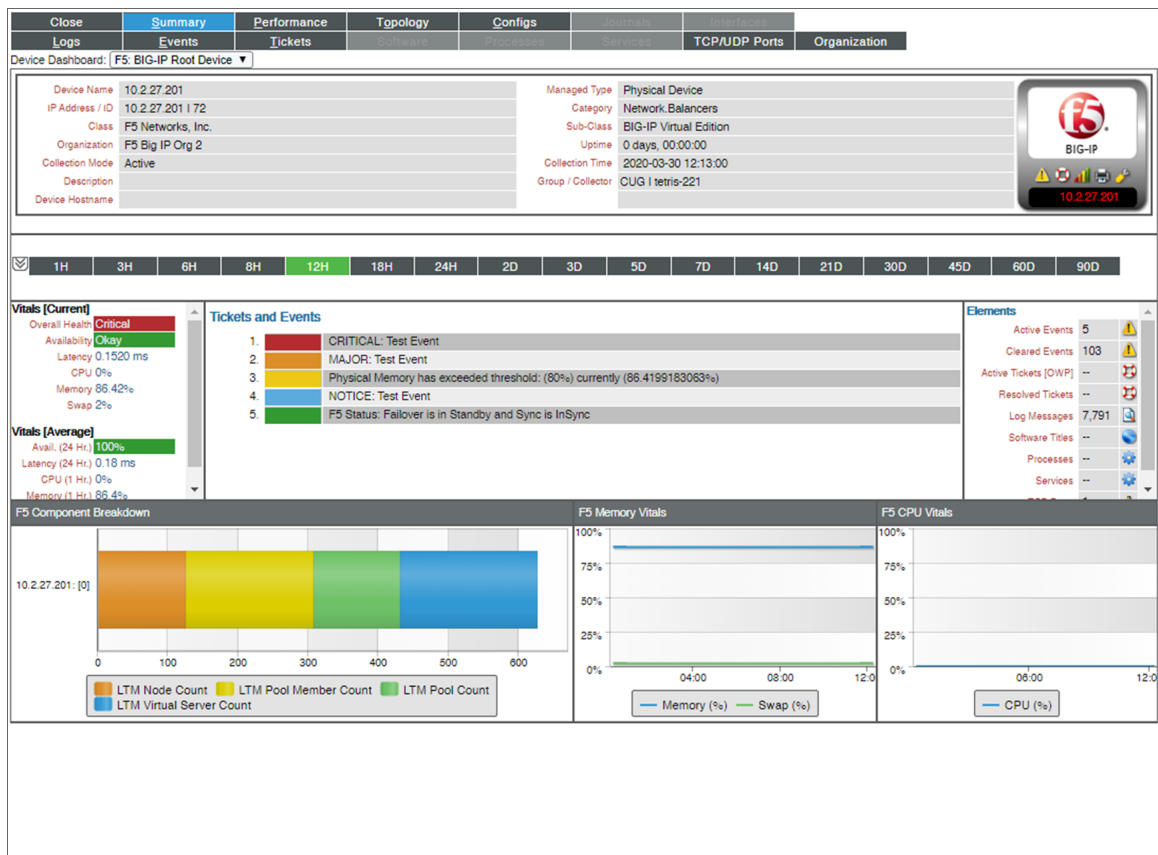 Close Summary Performance Topology Configs Journals Interfaces
Logs Events Tickets Software Processes Services TCP/UDP Ports Organization
Device Dashboard: F5: BIG-IP Root Device ▼
Device Name 10.2.27.201 Managed Type Physical Device
IP Address / ID 10.2.27.201 | 72 Category Network.Balancers
Class F5 Networks, Inc. Sub-Class BIG-IP Virtual Edition
Organization F5 Big IP Org 2 Uptime 0 days, 00:00:00
Collection Mode Active Collection Time 2020-03-30 12:13:00
Description Group / Collector CUG | tetris-221
Device Hostname
f5
BIG-IP
10.2.27.201
1H 3H 6H 8H 12H 18H 24H 2D 3D 5D 7D 14D 21D 30D 45D 60D 90D
Vitals [Current]
Overall Health Critical
Availability Okay
Latency 0.1520 ms
CPU 0%
Memory 86.42%
Swap 2%
Vitals [Average]
Avail. (24 Hr.) 100%
Latency (24 Hr.) 0.18 ms
CPU (1 Hr.) 0%
Memory (1 Hr.) 86.4%
Tickets and Events
1. CRITICAL: Test Event
2. MAJOR: Test Event
3. Physical Memory has exceeded threshold: (80%) currently (86.4199183063%)
4. NOTICE: Test Event
5. F5 Status: Failover is in Standby and Sync is InSync
Elements
Active Events 5
Cleared Events 103
Active Tickets [OWP] --
Resolved Tickets --
Log Messages 7,791
Software Titles --
Processes --
Services --
F5 Component Breakdown
10.2.27.201: [0]
0 100 200 300 400 500 600
LTM Node Count LTM Pool Member Count LTM Pool Count
LTM Virtual Server Count
F5 Memory Vitals
100%
75%
50%
25%
0%
04:00 08:00 12:0
Memory (%) Swap (%)
F5 CPU Vitals
100%
75%
50%
25%
0%
06:00 12:0
CPU (%)